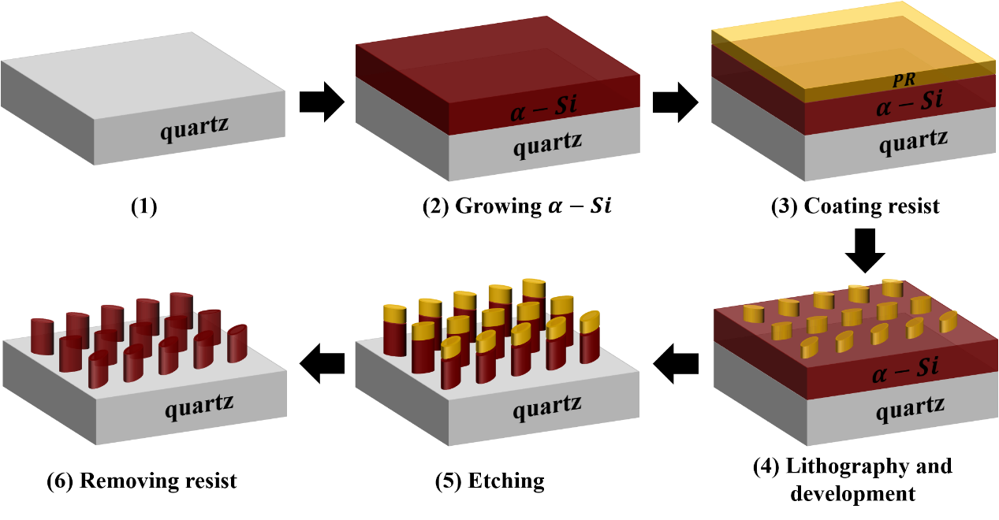 quartz
(1)
α − Si
quartz
(2) Growing α − Si
PR
α − Si
quartz
(3) Coating resist
α − Si
quartz
(4) Lithography and
development
quartz
(5) Etching
quartz
(6) Removing resist